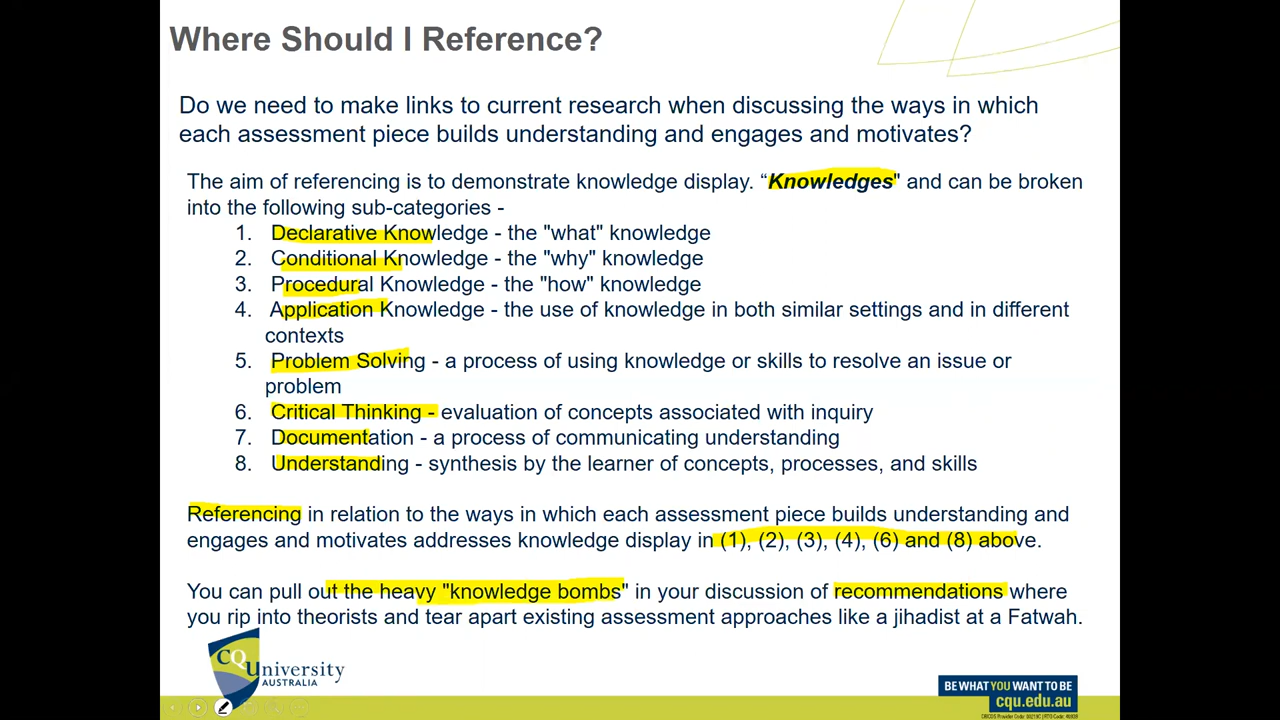 Where Should I Reference?
Do we need to make links to current research when discussing the ways in which
each assessment piece builds understanding and engages and motivates?
The aim of referencing is to demonstrate knowledge display. “Knowledges" and can be broken
into the following sub-categories -
1. Declarative Knowledge - the "what" knowledge
2. Conditional Knowledge - the "why" knowledge
3. Procedural Knowledge - the "how" knowledge
4. Application Knowledge - the use of knowledge in both similar settings and in different
contexts
5. Problem Solving - a process of using knowledge or skills to resolve an issue or
problem
6. Critical Thinking - evaluation of concepts associated with inquiry
7. Documentation - a process of communicating understanding
8. Understanding - synthesis by the learner of concepts, processes, and skills
Referencing in relation to the ways in which each assessment piece builds understanding and
engages and motivates addresses knowledge display in (1), (2), (3), (4), (6) and (8) above.
You can pull out the heavy "knowledge bombs" in your discussion of recommendations where
you rip into theorists and tear apart existing assessment approaches like a jihadist at a Fatwah.
CQUniversity
AUSTRALIA
BE WHAT YOU WANT TO BE
cqu.edu.au